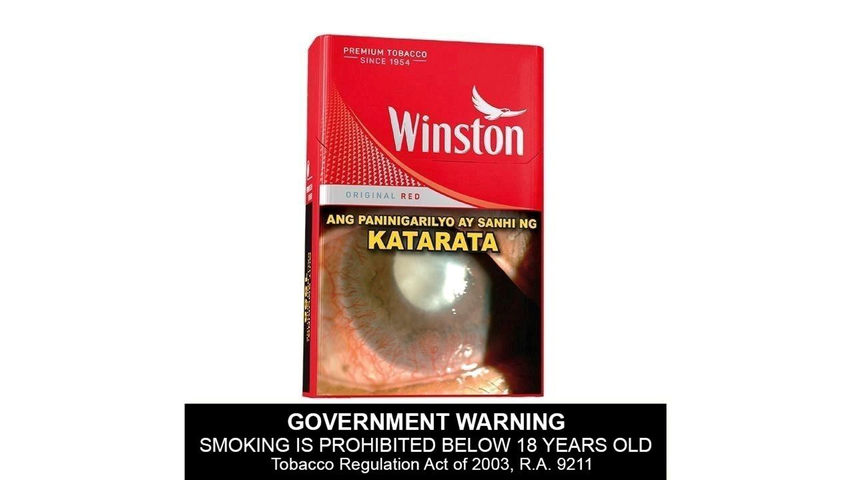 PREMIUM TOBACCO
SINCE 1954
Winston
ORIGINAL RED
ANG PANINIGARILYO AY SANHI NG
KATARATA
GOVERNMENT WARNING
SMOKING IS PROHIBITED BELOW 18 YEARS OLD
Tobacco Regulation Act of 2003, R.A. 9211